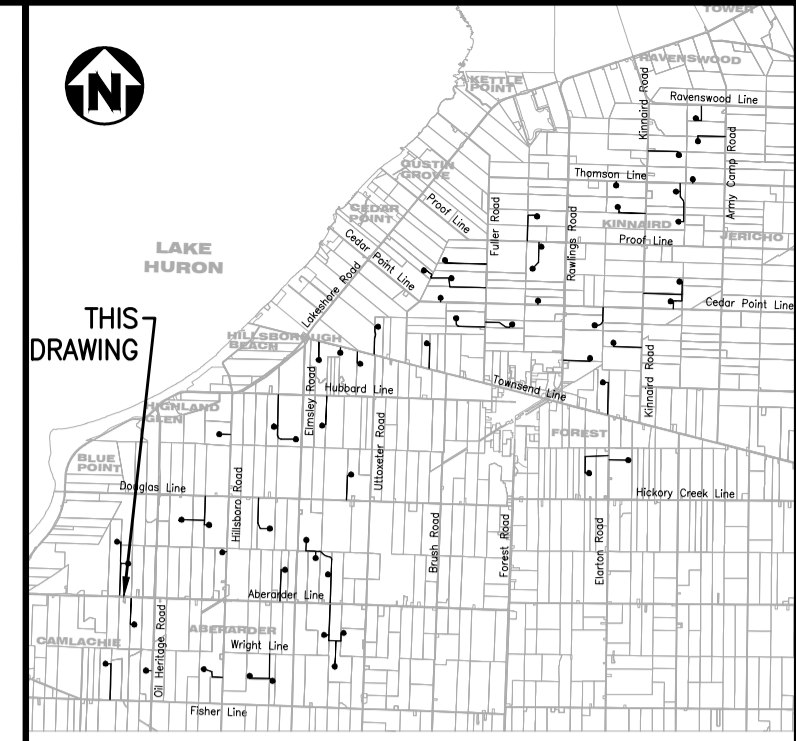 TOWER
RAVENSWOOD
N
KETTLE
POINT
Ravenswood Line
Kinnaird Road
Army Camp Road
GUSTIN
GROVE
Thomson Line
CEDAR
POINT
Proof Line
Fuller Road
Rawlings Road
KINNAIRD
Proof Line
JERICHO
LAKE
HURON
Cedar Point Line
Lakeshore Road
Cedar Point Line
THIS
DRAWING
HILLSBOROUGH
BEACH
Elmsley Road
Hubbard Line
Townsend Line
Kinnaird Road
HIGHLAND
GLEN
Uttoxeter Road
FOREST
BLUE
POINT
Douglas Line
Hillsboro Road
Hickory Creek Line
Brush Road
Forest Road
Elarton Road
Aberarder Line
CAMLACHIE
Oil Heritage Road
ABERARDER
Wright Line
Fisher Line